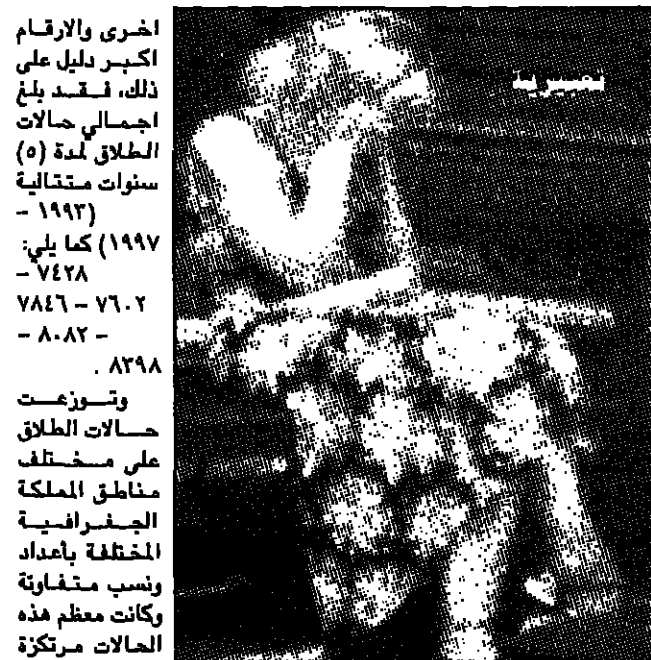 اخرى والارقام
اكبر دليل على
ذلك، فقد بلغ
اجمالي حالات
الطلاق لمدة (٥)
سنوات متتالية
(١٩٩٣ -
١٩٩٧) كما يلي:
٧٤٢٨ -
٧٦٠٢ - ٧٨٤٦
- ٨٠٨٢ -
٨٣٩٨ .
وتوزعت
حالات الطلاق
على مختلف
مناطق المملكة
الجغرافية
المختلفة بأعداد
ونسب متفاوتة
وكانت معظم هذه
الحالات مرتكزة
تعبيرية